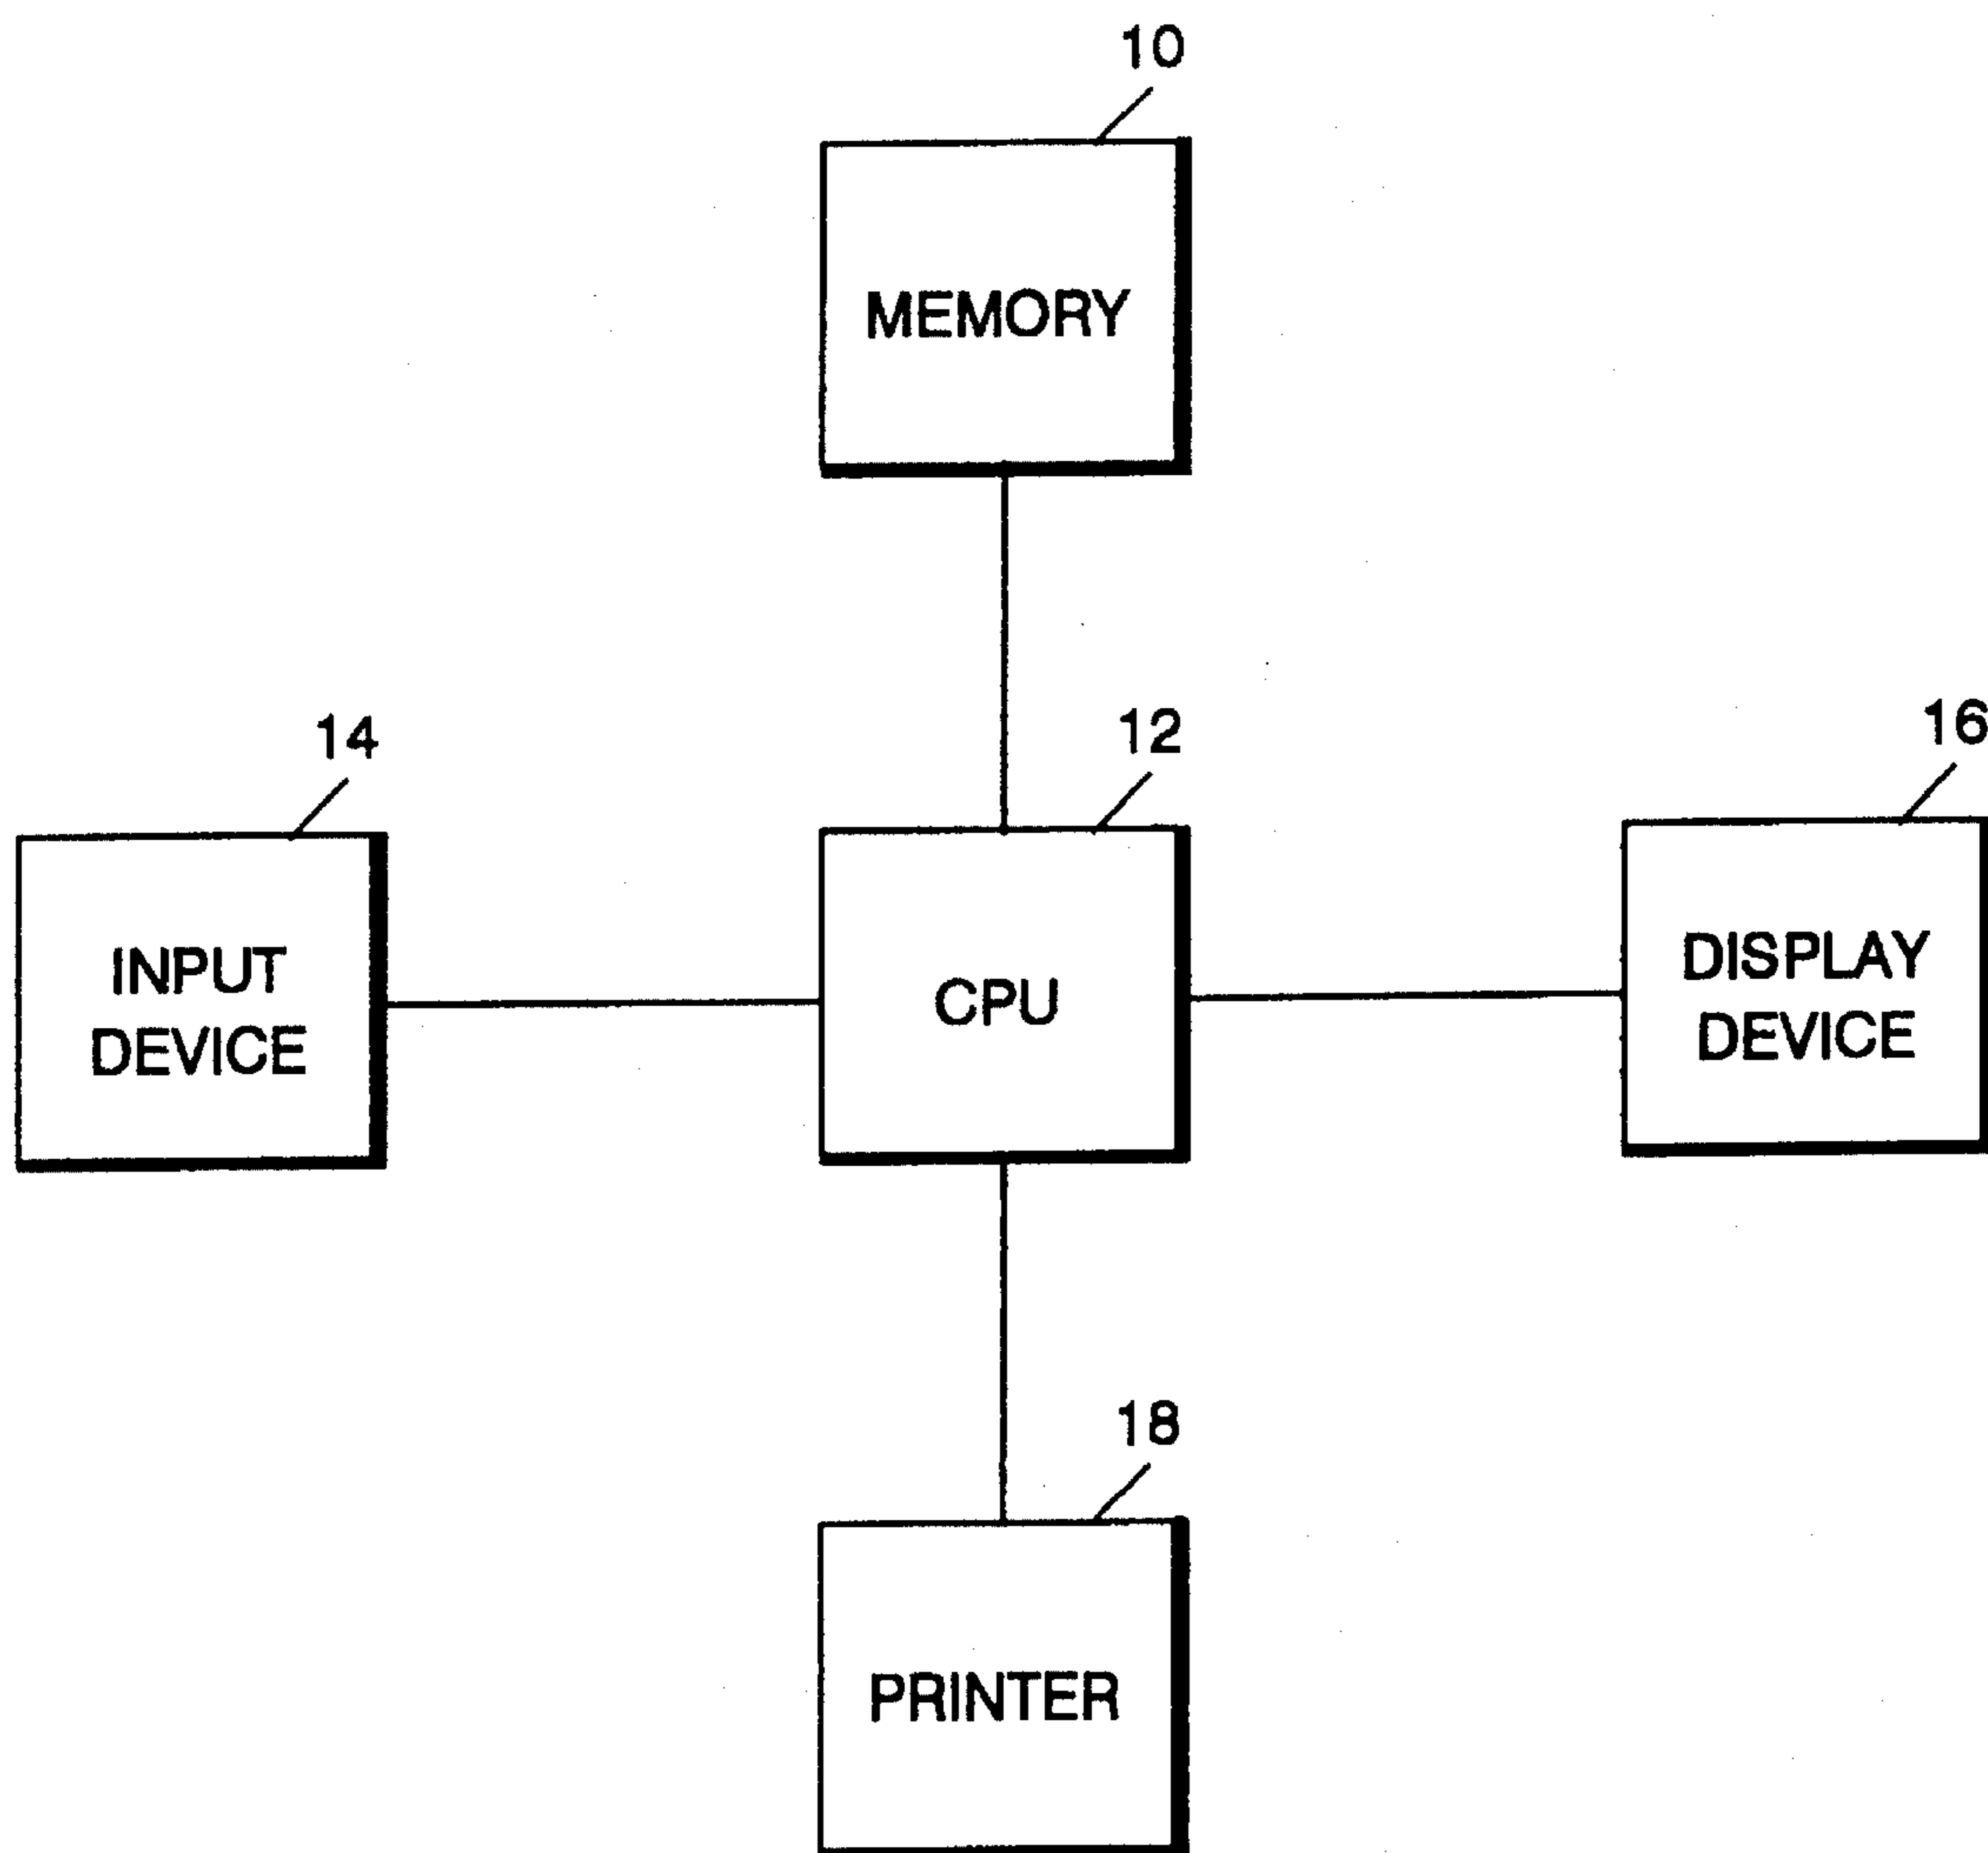 10
MEMORY
14
12
16
INPUT
DEVICE
CPU
DISPLAY
DEVICE
18
PRINTER